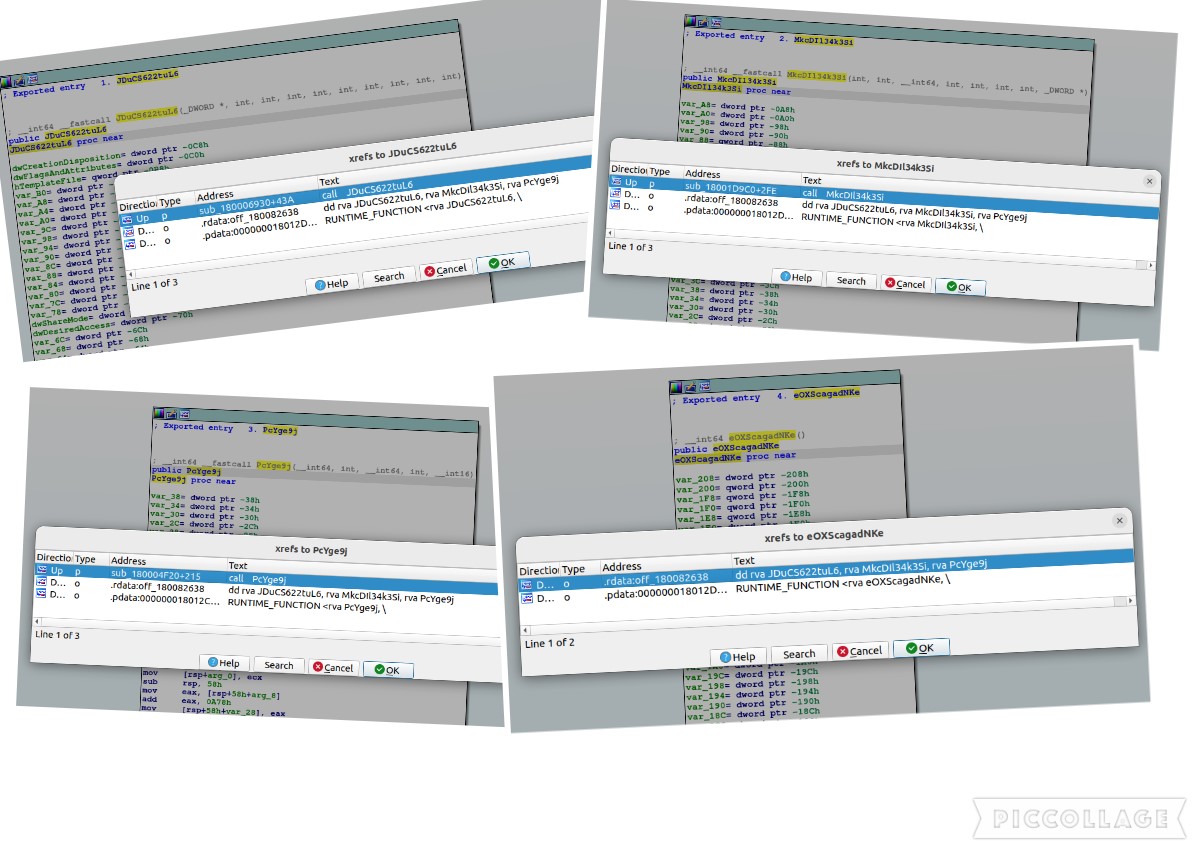 ; Exported entry 1. JDuCS622tuL6
; __int64 __fastcall JDuCS622tuL6(_DWORD *, int, int, int, int, int, int, int, int)
public JDuCS622tuL6
JDuCS622tuL6 proc near
dwCreationDisposition= dword ptr -0C8h
dwFlagsAndAttributes= dword ptr -0C0h
hTemplateFile= qword ptr
var_B0= dword ptr
var_A8= dword ptr
var_A4= dword ptr
var_A0= dword
var_9C= dword
var_98= dword
var_94= dword
var_90= dword
var_8C= dword
var_88= dword
var_84= dword
var_80= dword
var_7C= dword
var_78= dword ptr
dwShareMode= dword ptr
dwDesiredAccess= dword ptr -70h
var_6C= dword ptr -6Ch
var_68= dword ptr -68h
xrefs to JDuCS622tuL6
Directi Type Address Text
Up p sub_180006930+43A call JDuCS622tuL6
D... o .rdata:off_180082638 dd rva JDuCS622tuL6, rva MkcDIl34k3Si, rva PcYge9j
D... o .pdata:000000018012D... RUNTIME_FUNCTION <rva JDuCS622tuL6, \
Line 1 of 3
Help Search Cancel OK
; Exported entry 2. MkcDIl34k3Si
; __int64 __fastcall MkcDIl34k3Si(int, int, __int64, int, int, int, int, _DWORD *)
public MkcDIl34k3Si
MkcDIl34k3Si proc near
var_A8= dword ptr -0A8h
var_A0= dword ptr -0A0h
var_98= dword ptr -98h
var_90= dword ptr -90h
var_88= dword ptr -88h
xrefs to MkcDIl34k3Si
Directio Type Address Text
Up p sub_18001D9C0+2FE call MkcDIl34k3Si
D... o .rdata:off_180082638 dd rva JDuCS622tuL6, rva MkcDIl34k3Si, rva PcYge9j
D... o .pdata:000000018012D... RUNTIME_FUNCTION <rva MkcDIl34k3Si, \
Line 1 of 3
Help Search Cancel OK
var_3C= dword ptr -3Ch
var_38= dword ptr -38h
var_34= dword ptr -34h
var_30= dword ptr -30h
var_2C= dword ptr -2Ch
; Exported entry 3. PcYge9j
; __int64 __fastcall PcYge9j(__int64, int, __int64, int, __int16)
public PcYge9j
PcYge9j proc near
var_38= dword ptr -38h
var_34= dword ptr -34h
var_30= dword ptr -30h
var_2C= dword ptr -2Ch
xrefs to PcYge9j
Directio Type Address Text
Up p sub_180004F20+215 call PcYge9j
D... o .rdata:off_180082638 dd rva JDuCS622tuL6, rva MkcDIl34k3Si, rva PcYge9j
D... o .pdata:000000018012C... RUNTIME_FUNCTION <rva PcYge9j, \
Line 1 of 3
Help Search Cancel OK
mov [rsp+arg_0], ecx
sub rsp, 58h
mov eax, [rsp+58h+arg_8]
add eax, 0A78h
mov [rsp+58h+var_28], eax
; Exported entry 4. eOXScagadNKe
; __int64 eOXScagadNKe()
public eOXScagadNKe
eOXScagadNKe proc near
var_208= dword ptr -208h
var_200= qword ptr -200h
var_1F8= qword ptr -1F8h
var_1F0= qword ptr -1F0h
var_1E8= qword ptr -1E8h
xrefs to eOXScagadNKe
Directio Type Address Text
D... o .rdata:off_180082638 dd rva JDuCS622tuL6, rva MkcDIl34k3Si, rva PcYge9j
D... o .pdata:000000018012D... RUNTIME_FUNCTION <rva eOXScagadNKe, \
Line 1 of 2
Help Search Cancel OK
var_19C= dword ptr -19Ch
var_198= dword ptr -198h
var_194= dword ptr -194h
var_190= dword ptr -190h
var_18C= dword ptr -18Ch
PICCOLLAGE